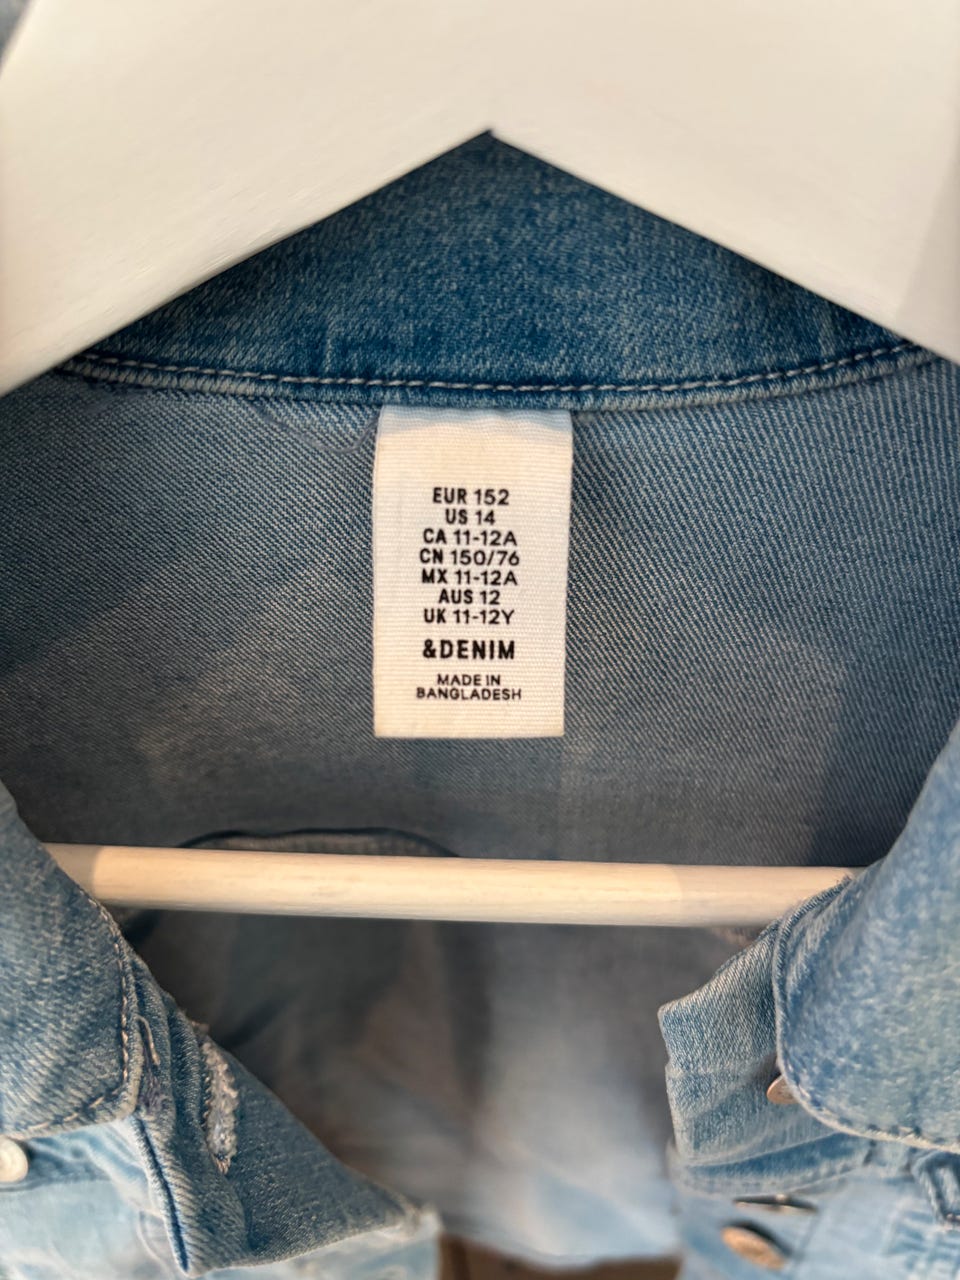 EUR 152
US 14
CA 11-12A
CN 150/76
MX 11-12A
AUS 12
UK 11-12Y
&DENIM
MADE IN
BANGLADESH